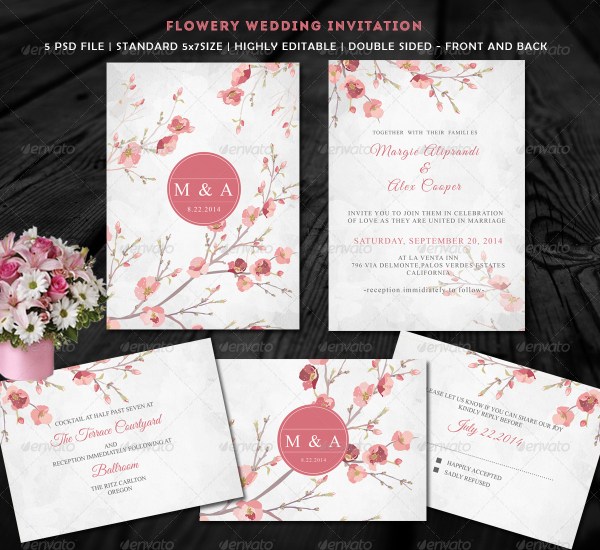 FLOWERY WEDDING INVITATION
5 PSD FILE | STANDARD 5x7SIZE | HIGHLY EDITABLE | DOUBLE SIDED - FRONT AND BACK
M & A
8.22.2014
TOGETHER WITH THEIR FAMILIES
Margie Aliprandi
&
Alex Cooper
INVITE YOU TO JOIN THEM IN CELEBRATION
OF LOVE AS THEY ARE UNITED IN MARRIAGE
SATURDAY, SEPTEMBER 20, 2014
AT LA VENTA INN
796 VIA DELMONTE,PALOS VERDES ESTATES
CALIFORNIA
-reception immediately to follow-
COCKTAIL AT HALF PAST SEVEN AT
The Terrace Courtyard
AND
RECEPTION IMMEDIATELY FOLLOWING AT
Ballroom
THE RITZ CARLTON
OREGON
M & A
8.22.2014
PLEASE LET US KNOW IF YOU CAN SHARE OUR JOY
KINDLY REPLY BEFORE
July 22,2014
HAPPILY ACCEPTED
SADLY REFUSED
envato